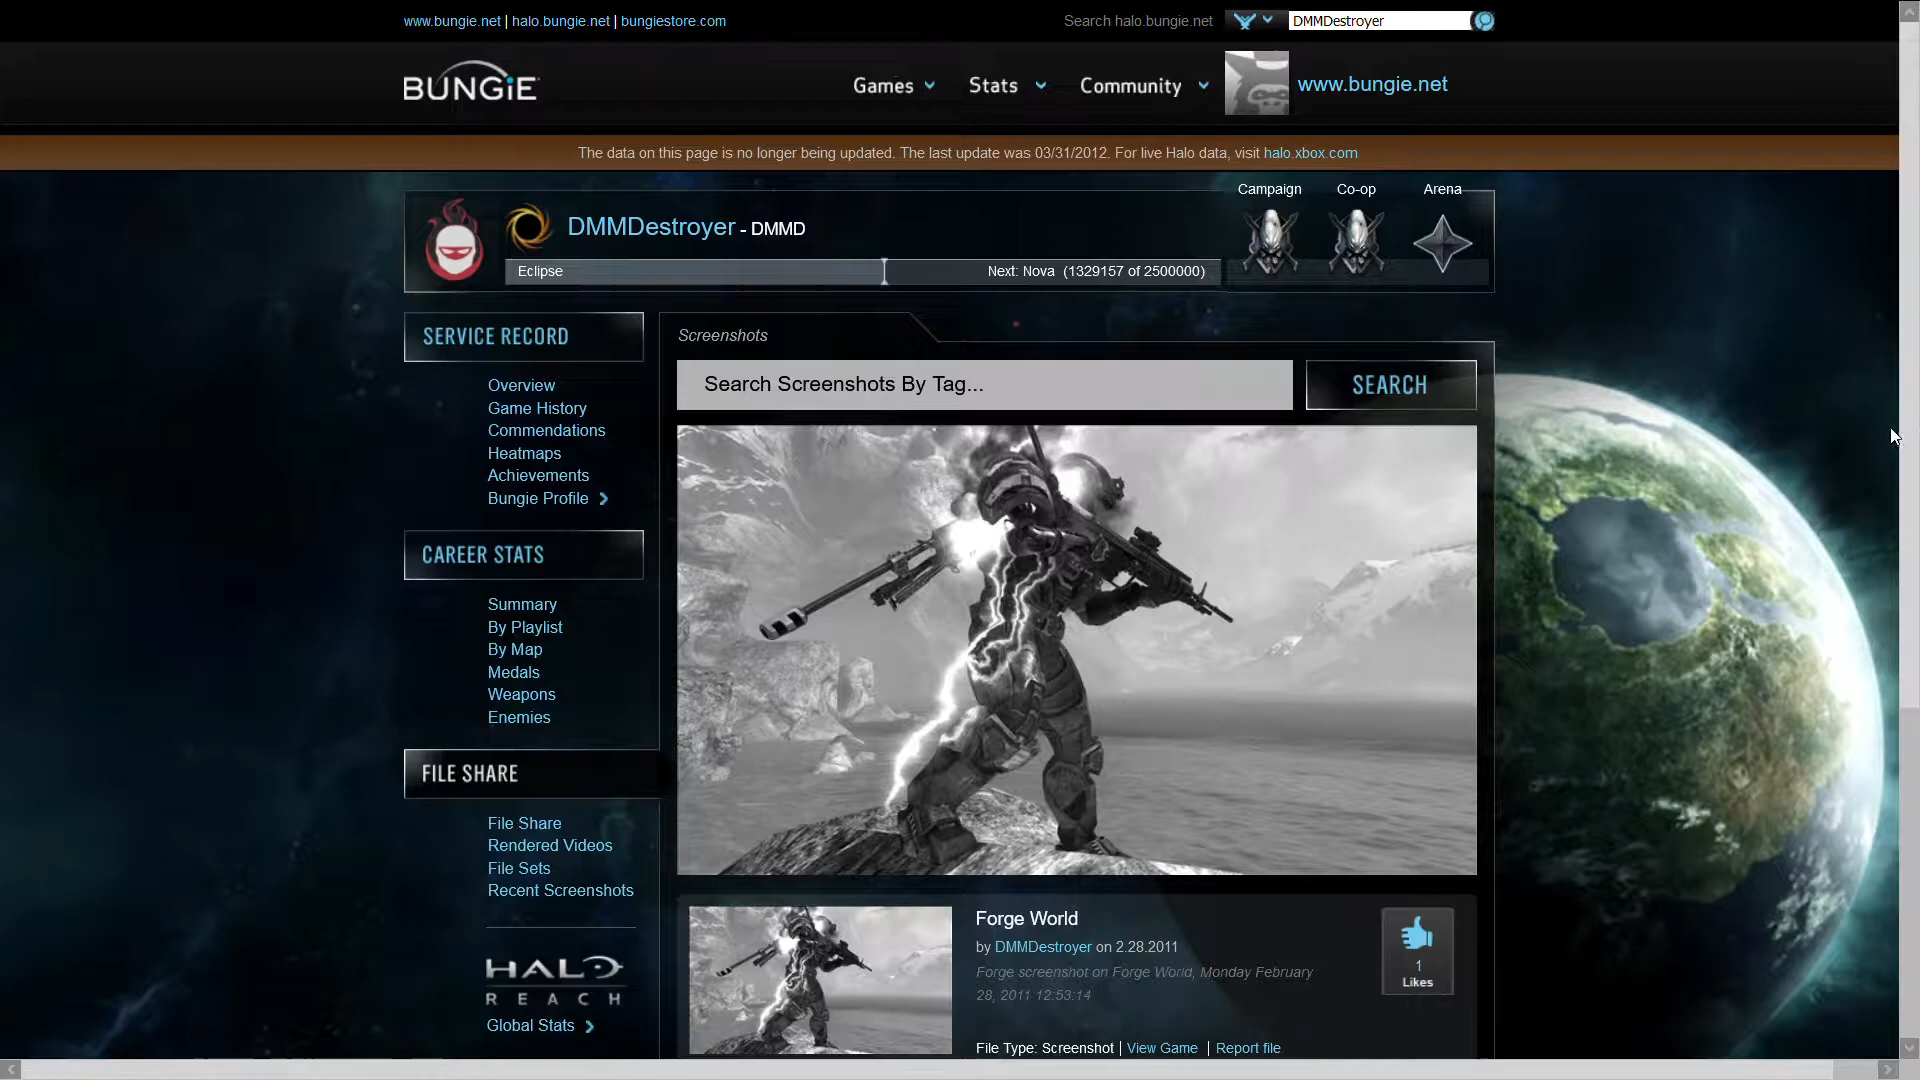 www.bungie.net | halo.bungie.net | bungiestore.com
Search halo.bungie.net
DMMDestroyer
BUNGiE
Games
Stats
Community
www.bungie.net
The data on this page is no longer being updated. The last update was 03/31/2012. For live Halo data, visit halo.xbox.com
DMMDestroyer - DMMD
Eclipse
Next: Nova (1329157 of 2500000)
Campaign
Co-op
Arena
SERVICE RECORD
Overview
Game History
Commendations
Heatmaps
Achievements
Bungie Profile
CAREER STATS
Summary
By Playlist
By Map
Medals
Weapons
Enemies
FILE SHARE
File Share
Rendered Videos
File Sets
Recent Screenshots
HALO
REACH
Global Stats
Screenshots
Search Screenshots By Tag...
SEARCH
Forge World
by DMMDestroyer on 2.28.2011
Forge screenshot on Forge World, Monday February
28, 2011 12:53:14
File Type: Screenshot | View Game | Report file
1
Likes